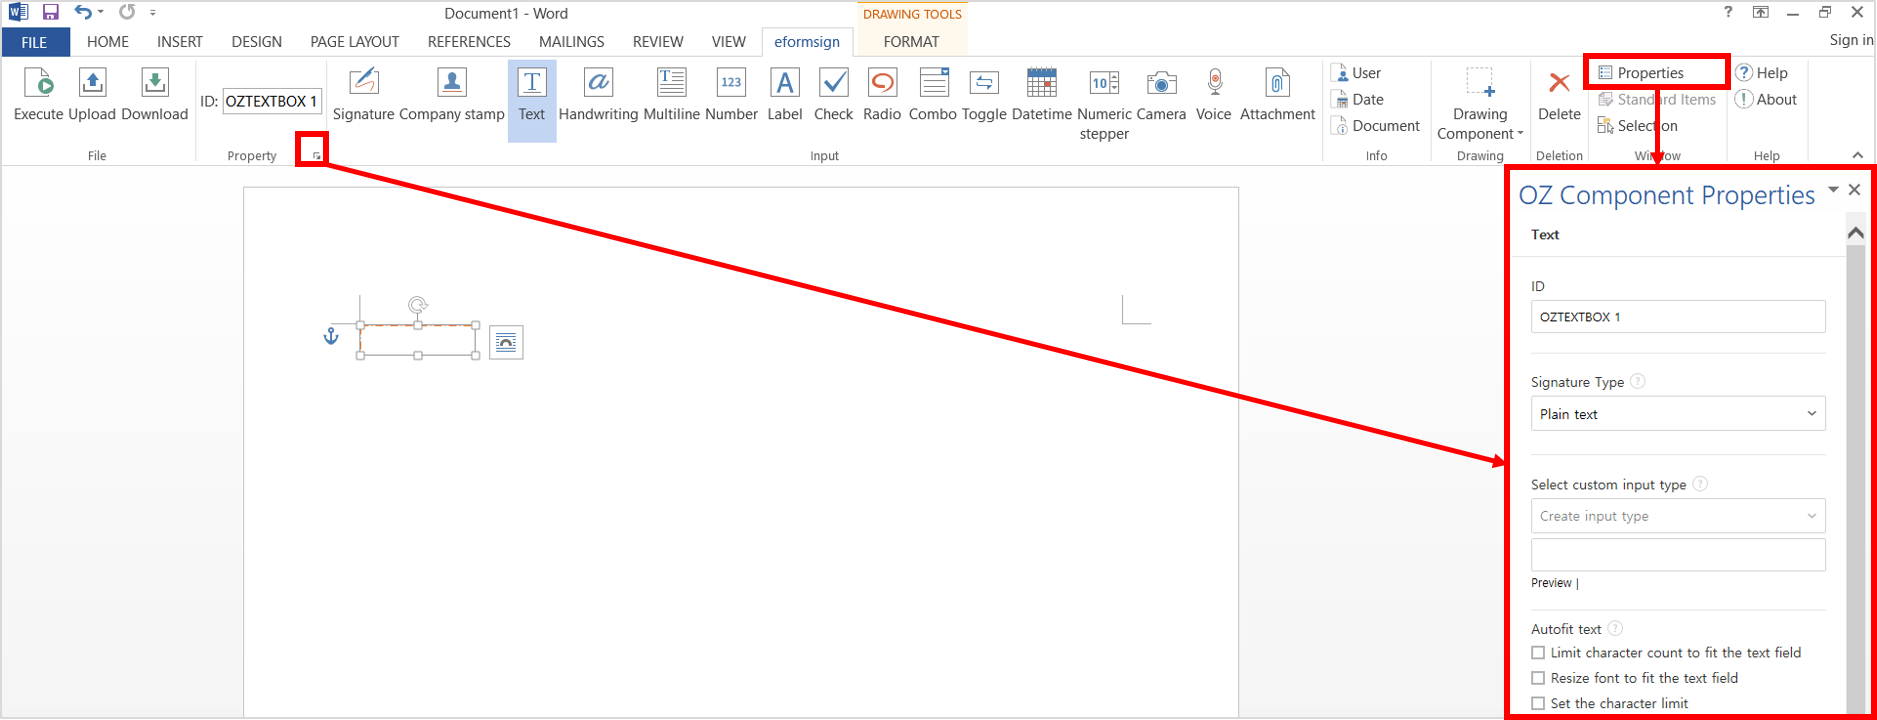 Document1 - Word
DRAWING TOOLS
?
FILE HOME INSERT DESIGN PAGE LAYOUT REFERENCES MAILINGS REVIEW VIEW eformsign FORMAT
Sign in
Execute Upload Download
File
ID: OZTEXTBOX 1
Property
Signature Company stamp Text Handwriting Multiline Number Label Check Radio Combo Toggle Datetime Numeric stepper Camera Voice Attachment
Input
User
Date
Document
Info
Drawing
Component
Drawing
Delete
Deletion
Properties
Standard Items
Selection
Window
Help
About
Help
OZ Component Properties
Text
ID
OZTEXTBOX 1
Signature Type ?
Plain text
Select custom input type ?
Create input type
Preview |
Autofit text ?
Limit character count to fit the text field
Resize font to fit the text field
Set the character limit